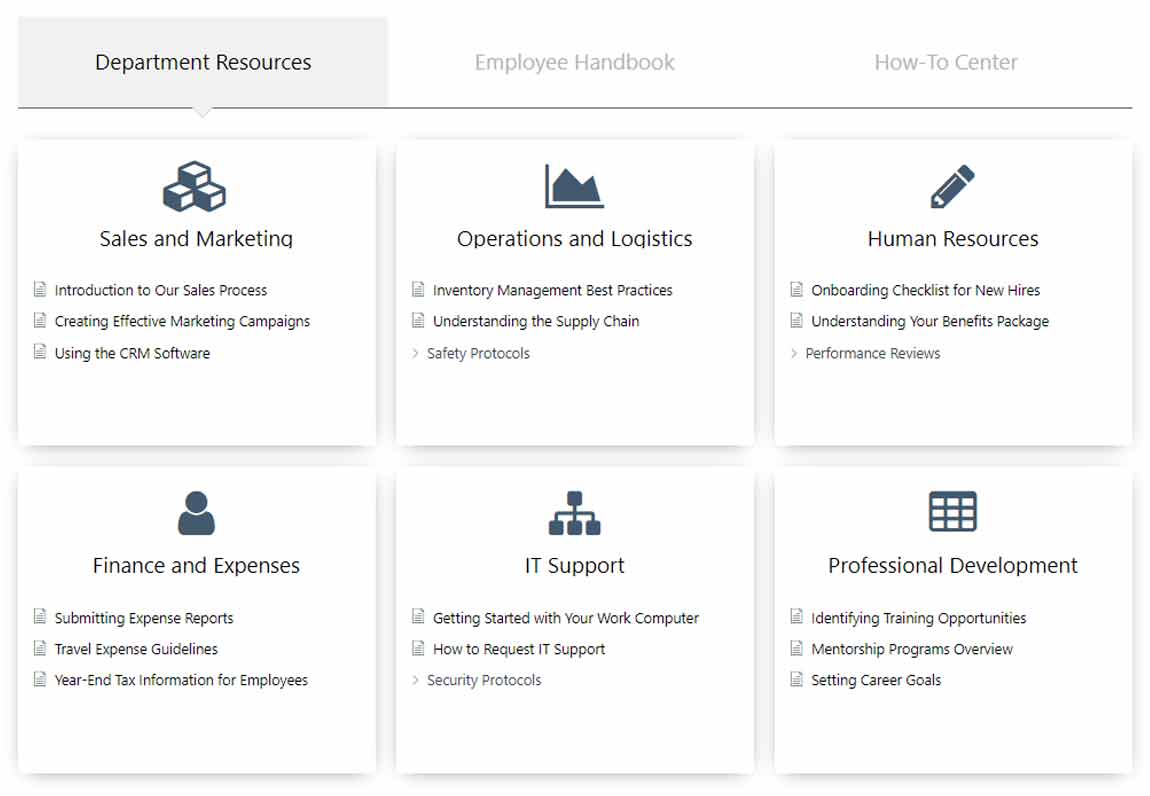 Department Resources
Employee Handbook
How-To Center
Sales and Marketing
Introduction to Our Sales Process
Creating Effective Marketing Campaigns
Using the CRM Software
Operations and Logistics
Inventory Management Best Practices
Understanding the Supply Chain
Safety Protocols
Human Resources
Onboarding Checklist for New Hires
Understanding Your Benefits Package
Performance Reviews
Finance and Expenses
Submitting Expense Reports
Travel Expense Guidelines
Year-End Tax Information for Employees
IT Support
Getting Started with Your Work Computer
How to Request IT Support
Security Protocols
Professional Development
Identifying Training Opportunities
Mentorship Programs Overview
Setting Career Goals